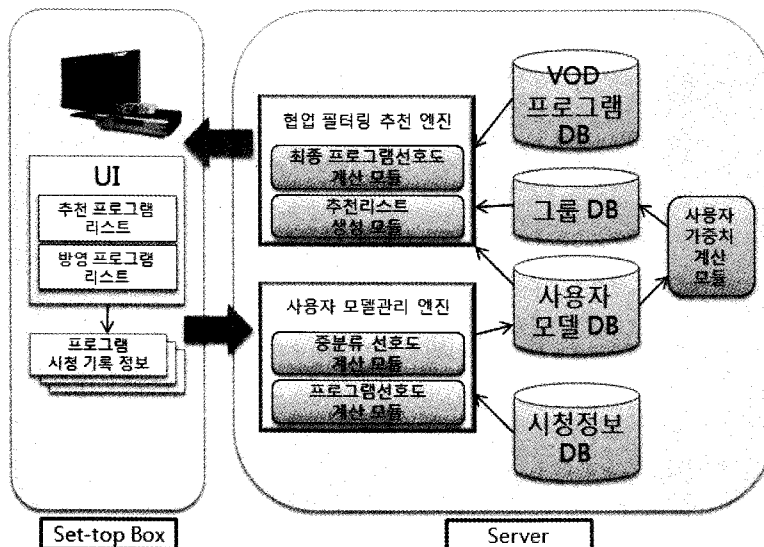 UI
추천 프로그램
리스트
방영 프로그램
리스트
프로그램
시청 기록 정보
Set-top Box
협업 필터링 추천 엔진
최종 프로그램선호도
계산 모듈
추천리스트
생성 모듈
사용자 모델관리 엔진
중분류 선호도
계산 모듈
프로그램선호도
계산 모듈
VOD
프로그램
DB
그룹 DB
사용자
모델 DB
시청정보
DB
사용자
가중치
계산
모듈
Server